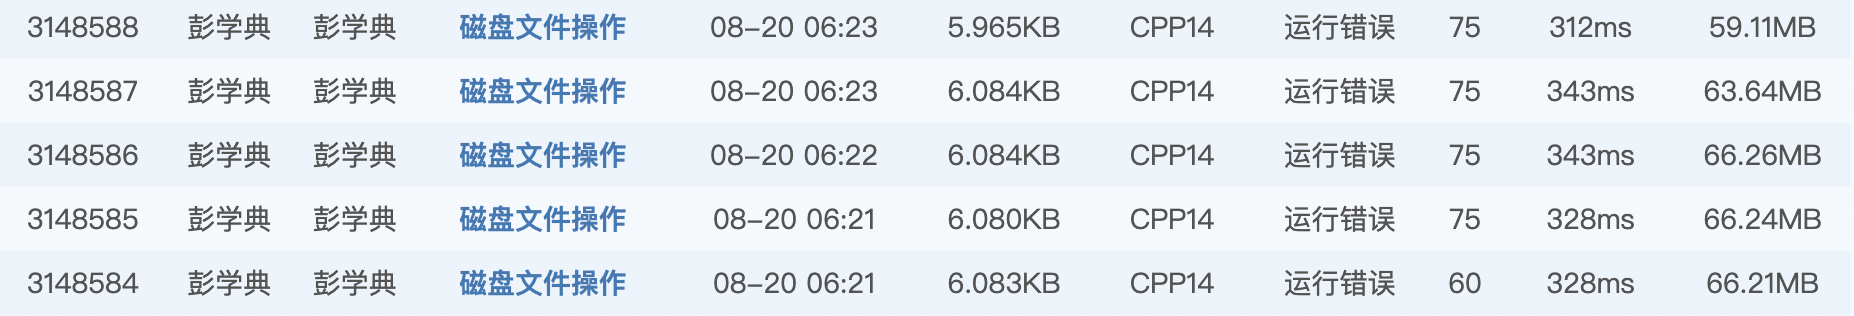 3148588 彭学典 彭学典 磁盘文件操作 08-20 06:23 5.965KB CPP14 运行错误 75 312ms 59.11MB
3148587 彭学典 彭学典 磁盘文件操作 08-20 06:23 6.084KB CPP14 运行错误 75 343ms 63.64MB
3148586 彭学典 彭学典 磁盘文件操作 08-20 06:22 6.084KB CPP14 运行错误 75 343ms 66.26MB
3148585 彭学典 彭学典 磁盘文件操作 08-20 06:21 6.080KB CPP14 运行错误 75 328ms 66.24MB
3148584 彭学典 彭学典 磁盘文件操作 08-20 06:21 6.083KB CPP14 运行错误 60 328ms 66.21MB